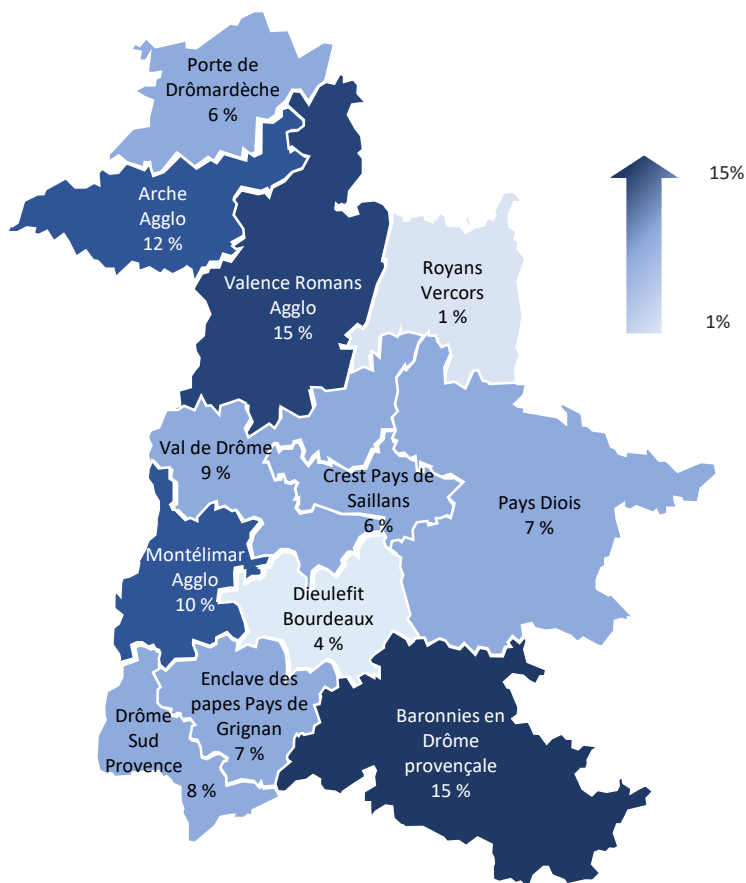 Porte de
Drômardèche
6 %
Arche
Agglo
12 %
Valence Romans
Agglo
15 %
Royans
Vercors
1 %
15%
1%
Val de Drôme
9 %
Crest Pays de
Saillans
6 %
Pays Diois
7 %
Montélimar
Agglo
10 %
Dieulefit
Bourdeaux
4 %
Enclave des
papes Pays de
Grignan
7 %
Drôme
Sud
Provence
8 %
Baronnies en
Drôme
provençale
15 %